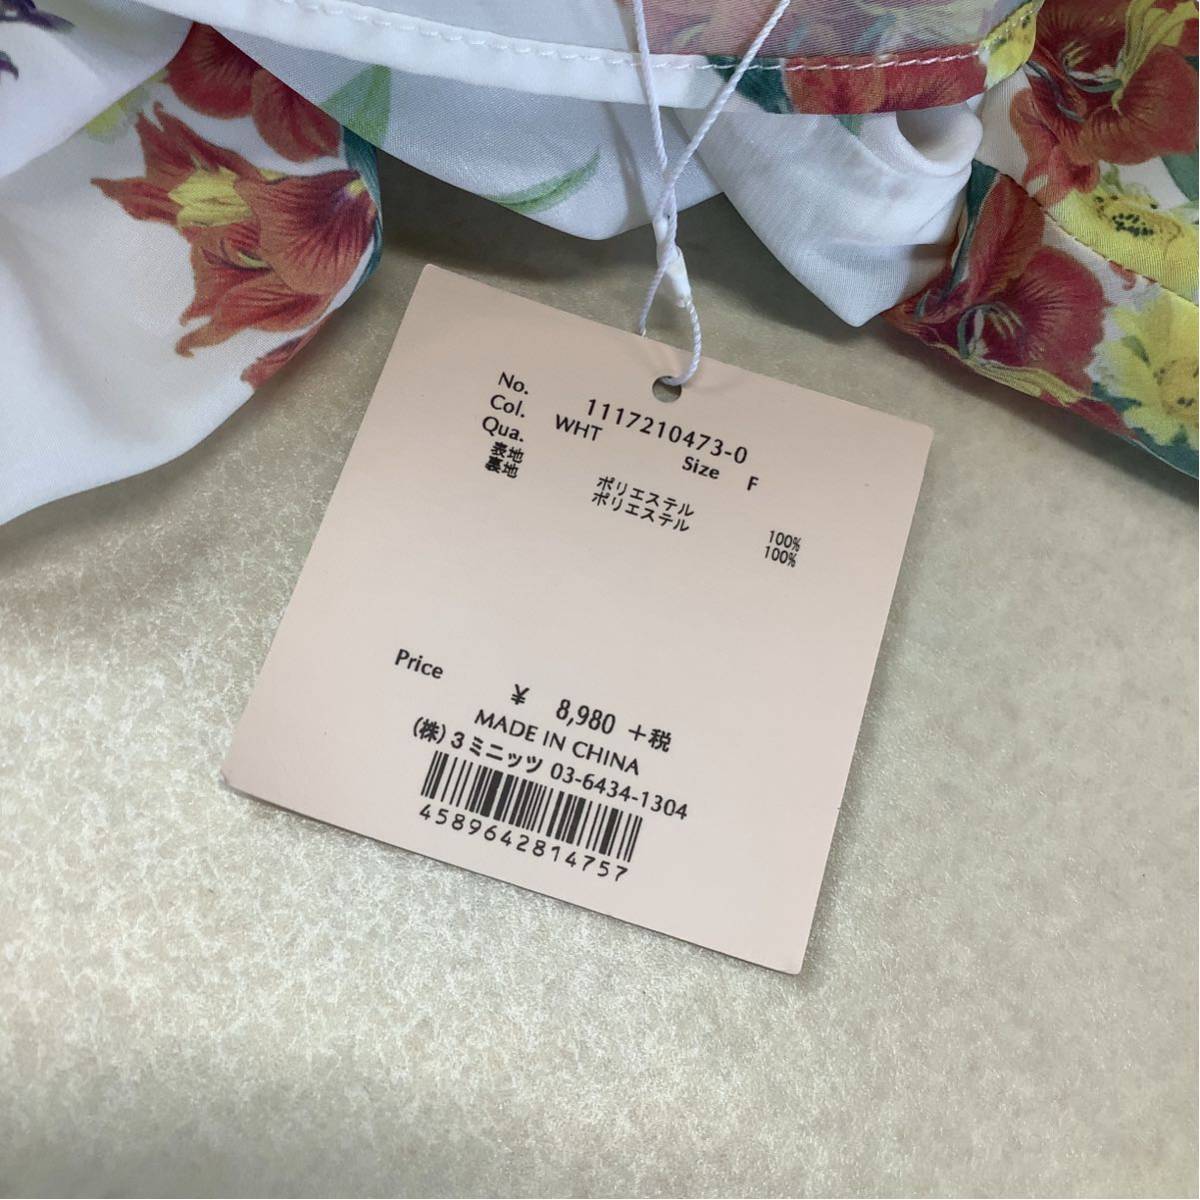 No. 1117210473-0
Col. WHT Size F
Qua.
表地 ポリエステル 100%
裏地 ポリエステル 100%
Price ¥ 8,980 +税
MADE IN CHINA
(株)3ミニッツ 03-6434-1304
4589642814757